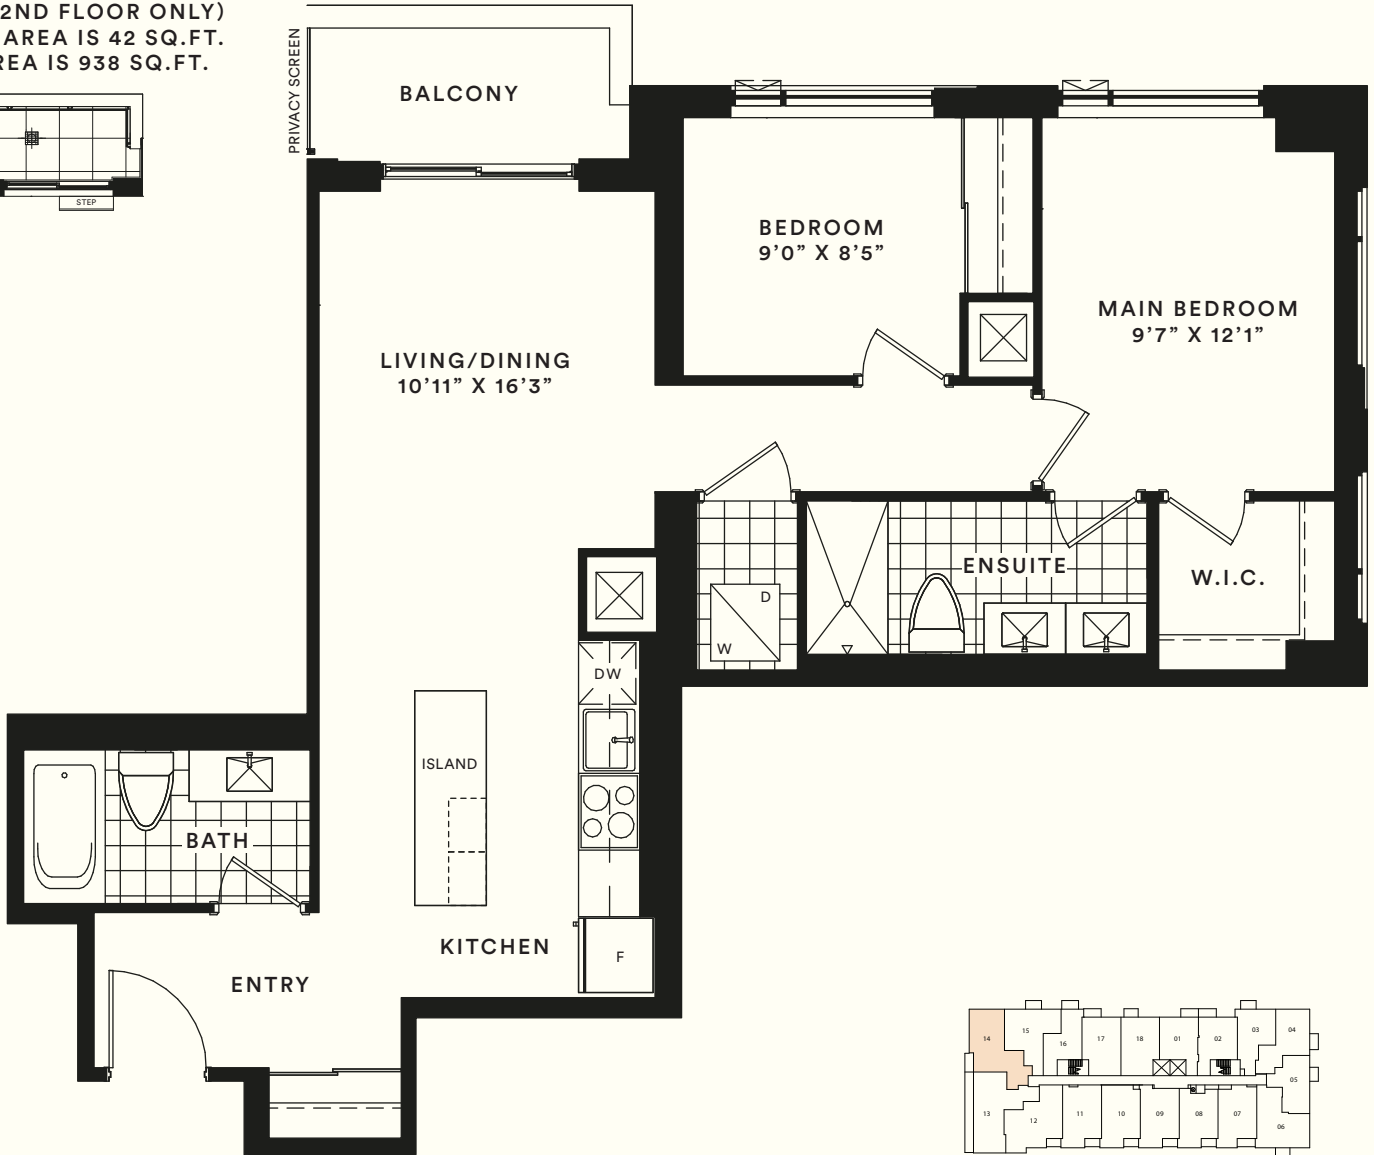 2ND FLOOR ONLY)
AREA IS 42 SQ.FT.
REA IS 938 SQ.FT.
STEP
PRIVACY SCREEN
BALCONY
BEDROOM
9’0” X 8’5”
MAIN BEDROOM
9’7” X 12’1”
LIVING/DINING
10’11” X 16’3”
ENSUITE
W.I.C.
D
W
DW
ISLAND
BATH
KITCHEN
F
ENTRY
14
15
16
17
18
01
02
03
04
05
13
12
11
10
09
08
07
06